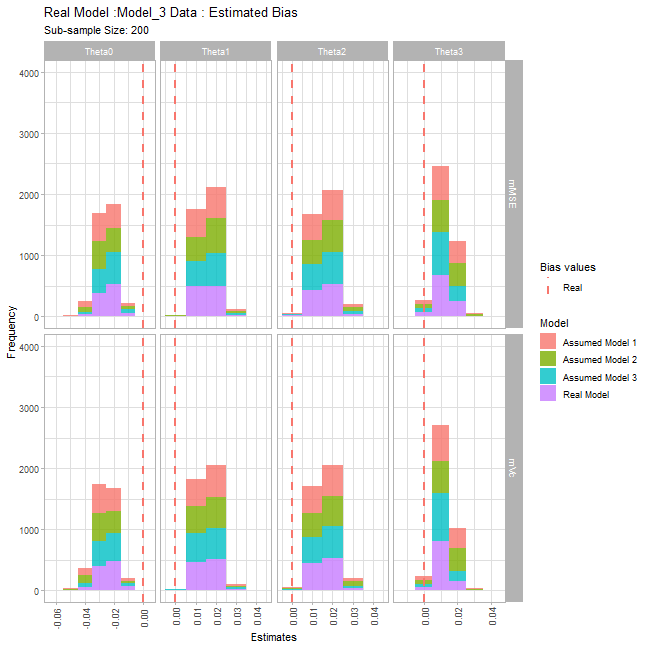 Real Model :Model_3 Data : Estimated Bias
Sub-sample Size: 200
Theta0 Theta1 Theta2 Theta3
4000
3000
2000
1000
0
mMSE
4000
3000
2000
1000
0
mVc
Frequency
-0.06 -0.04 -0.02 0.00 0.00 0.01 0.02 0.03 0.04 0.00 0.01 0.02 0.03 0.04 0.00 0.02 0.04
Estimates
Bias values
Real
Model
Assumed Model 1
Assumed Model 2
Assumed Model 3
Real Model